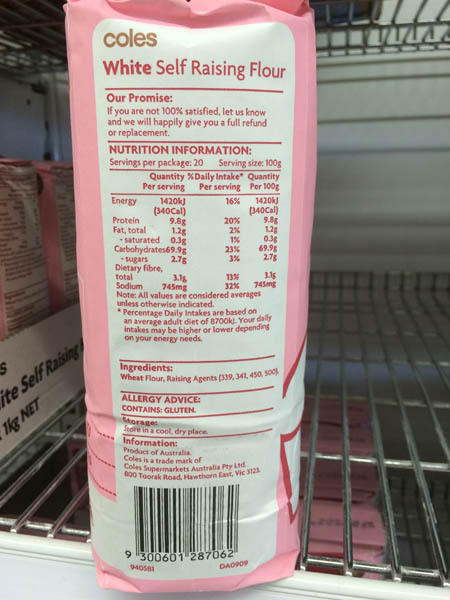 coles
White Self Raising Flour
Our Promise:
If you are not 100% satisfied, let us know
and we will happily give you a full refund
or replacement.
NUTRITION INFORMATION:
Servings per package: 20 Serving size: 100g
Quantity %Daily Intake* Quantity
Per serving Per serving Per 100g
Energy 1420kJ 16% 1420kJ
(340Cal) (340Cal)
Protein 9.8g 20% 9.8g
Fat, total 1.2g 2% 1.2g
- saturated 0.3g 1% 0.3g
Carbohydrates 69.9g 23% 69.9g
- sugars 2.7g 3% 2.7g
Dietary fibre,
total 3.1g 13% 3.1g
Sodium 745mg 32% 745mg
Note: All values are considered averages
unless otherwise indicated.
* Percentage Daily Intakes are based on
an average adult diet of 8700kJ. Your daily
intakes may be higher or lower depending
on your energy needs.
Ingredients:
Wheat Flour, Raising Agents (339, 341, 450, 500).
ALLERGY ADVICE:
CONTAINS: GLUTEN.
Storage:
Store in a cool, dry place.
Information:
Product of Australia.
Coles is a trade mark of
Coles Supermarkets Australia Pty Ltd.
800 Toorak Road, Hawthorn East, Vic 3123.
9 300601 287062
940581 DA0909
s
ite Self Raising
1kg NET